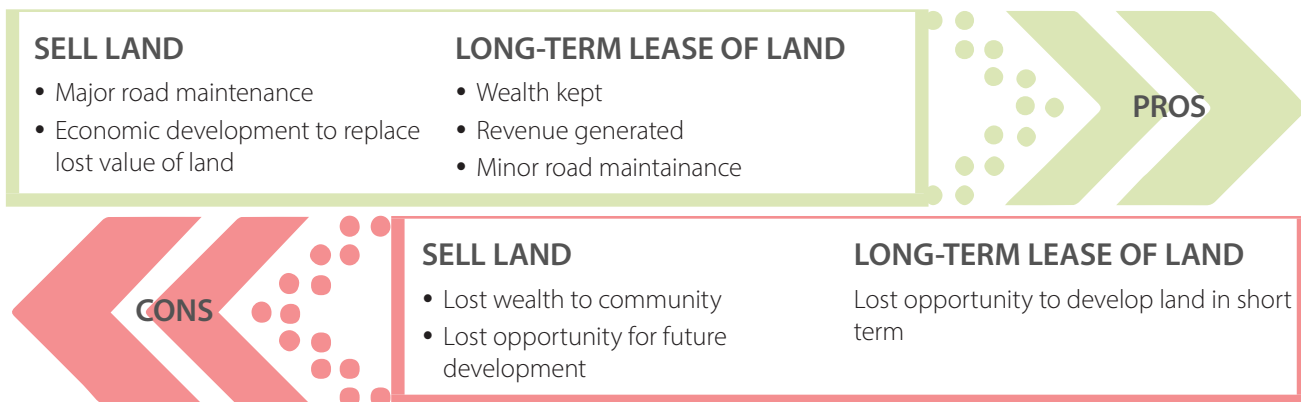 SELL LAND
• Major road maintenance
• Economic development to replace
lost value of land
LONG-TERM LEASE OF LAND
• Wealth kept
• Revenue generated
• Minor road maintainance
PROS
CONS
SELL LAND
• Lost wealth to community
• Lost opportunity for future
development
LONG-TERM LEASE OF LAND
Lost opportunity to develop land in short
term